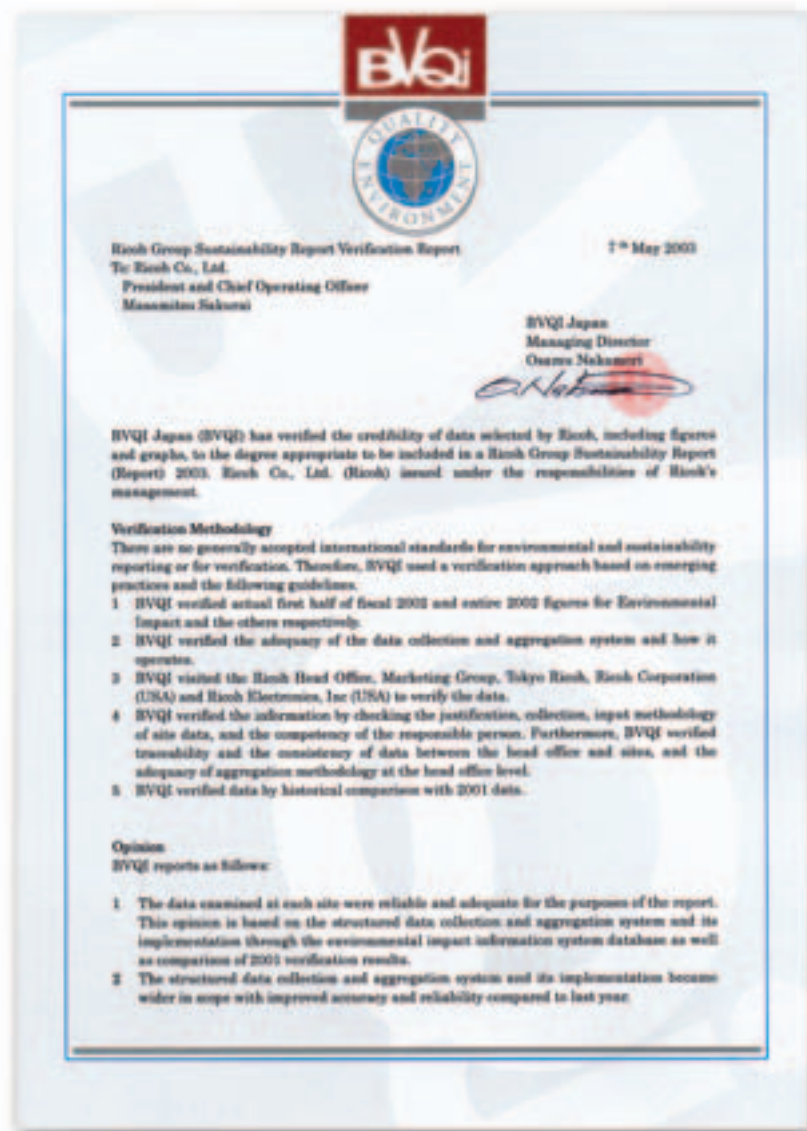 BVQi
QUALITY
ENVIRONMENT
Ricoh Group Sustainability Report Verification Report 7th May 2003
To: Ricoh Co., Ltd.
President and Chief Operating Officer
Masamitsu Sakurai
BVQI Japan
Managing Director
Osamu Nakamori
BVQI Japan (BVQI) has verified the credibility of data selected by Ricoh, including figures
and graphs, to the degree appropriate to be included in a Ricoh Group Sustainability Report
(Report) 2003. Ricoh Co., Ltd. (Ricoh) issued under the responsibilities of Ricoh's
management.
Verification Methodology
There are no generally accepted international standards for environmental and sustainability
reporting or for verification. Therefore, BVQI used a verification approach based on emerging
practices and the following guidelines.
1 BVQI verified actual first half of fiscal 2002 and entire 2002 figures for Environmental
Impact and the others respectively.
2 BVQI verified the adequacy of the data collection and aggregation system and how it
operates.
3 BVQI visited the Ricoh Head Office, Marketing Group, Tokyo Ricoh, Ricoh Corporation
(USA) and Ricoh Electronics, Inc (USA) to verify the data.
4 BVQI verified the information by checking the justification, collection, input methodology
of site data, and the competency of the responsible person. Furthermore, BVQI verified
traceability and the consistency of data between the head office and sites, and the
adequacy of aggregation methodology at the head office level.
5 BVQI verified data by historical comparison with 2001 data.
Opinion
BVQI reports as follows:
1 The data examined at each site were reliable and adequate for the purposes of the report.
This opinion is based on the structured data collection and aggregation system and its
implementation through the environmental impact information system database as well
as comparison of 2001 verification results.
2 The structured data collection and aggregation system and its implementation became
wider in scope with improved accuracy and reliability compared to last year.